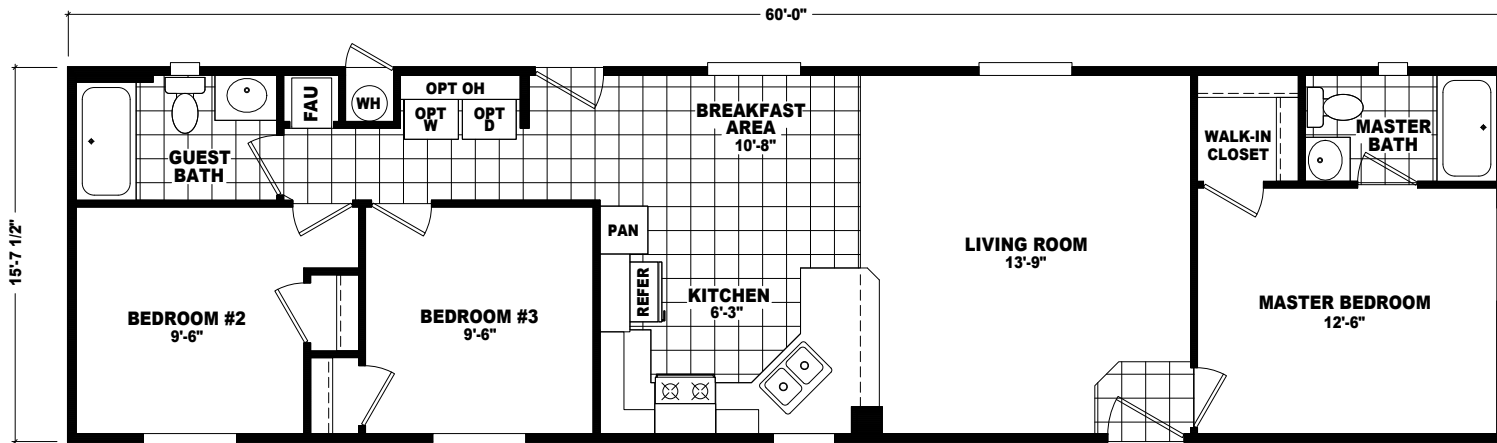 60'-0"
15'-7 1/2"
FAU
WH
OPT OH
OPT
W
OPT
D
GUEST
BATH
BREAKFAST
AREA
10'-8"
WALK-IN
CLOSET
MASTER
BATH
PAN
REFER
KITCHEN
6'-3"
LIVING ROOM
13'-9"
BEDROOM #2
9'-6"
BEDROOM #3
9'-6"
MASTER BEDROOM
12'-6"